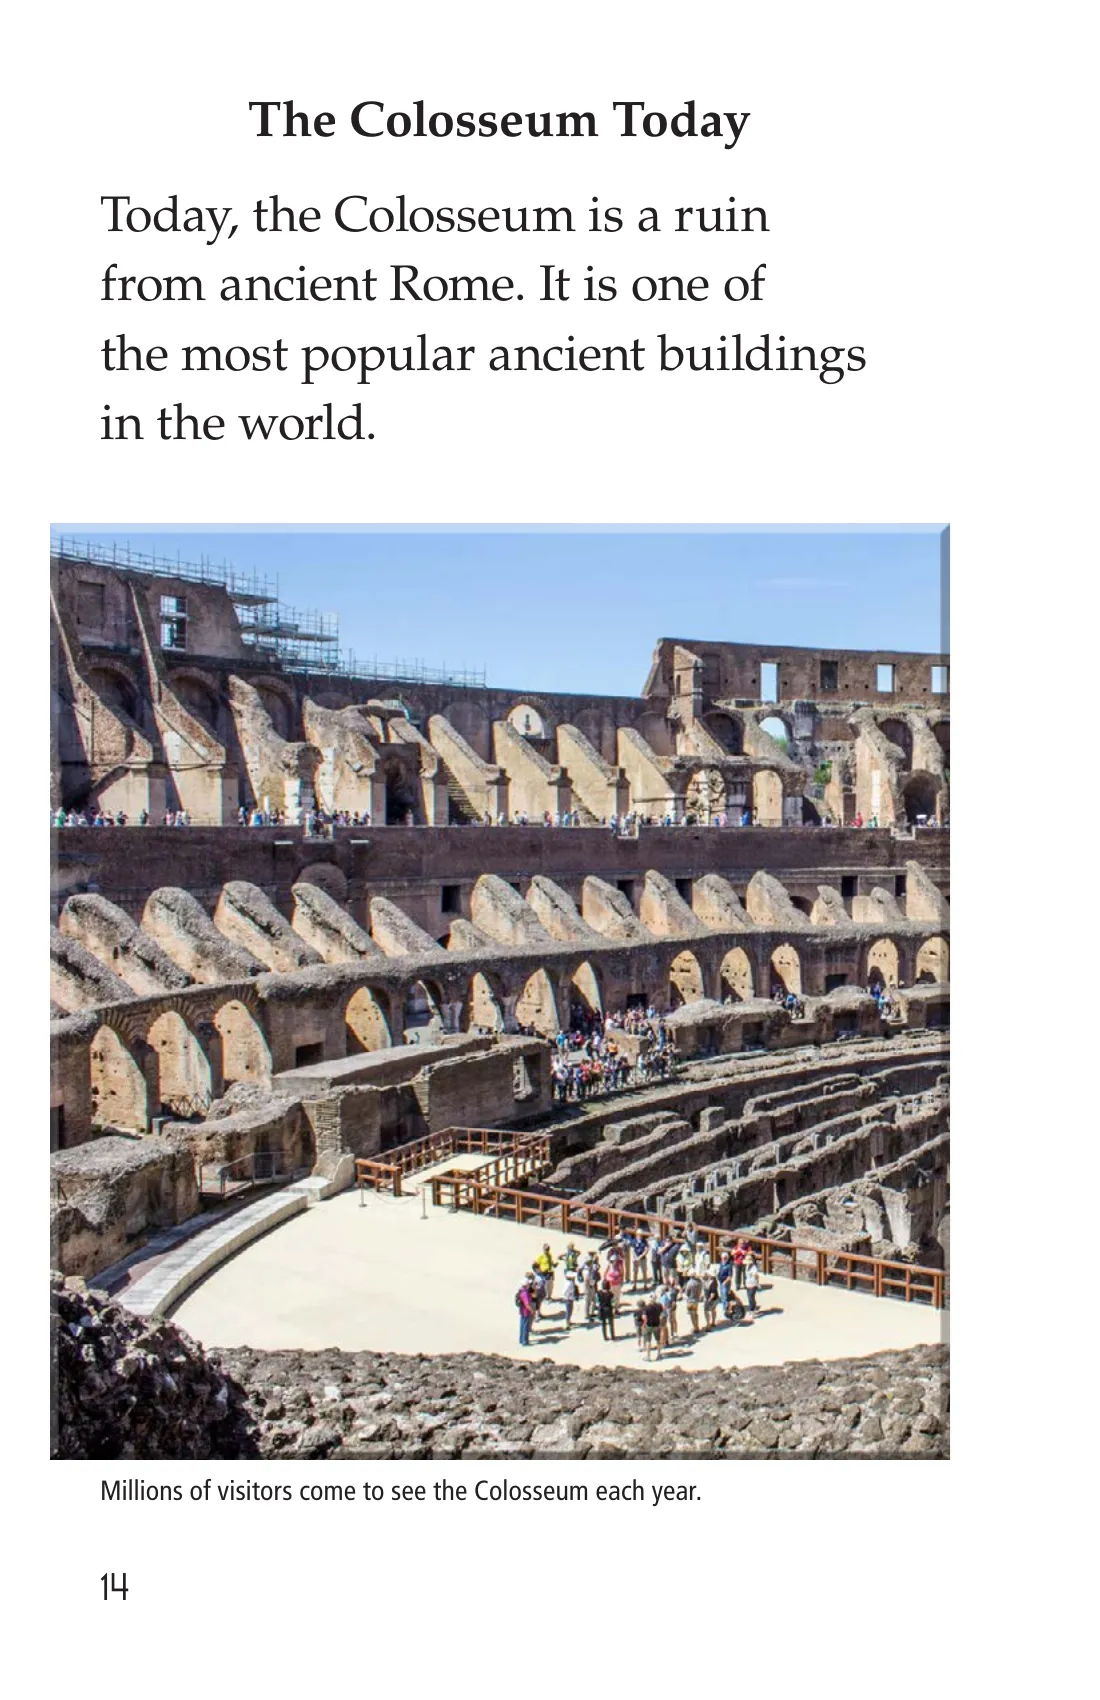 The Colosseum Today
Today, the Colosseum is a ruin
from ancient Rome. It is one of
the most popular ancient buildings
in the world.
Millions of visitors come to see the Colosseum each year.
14